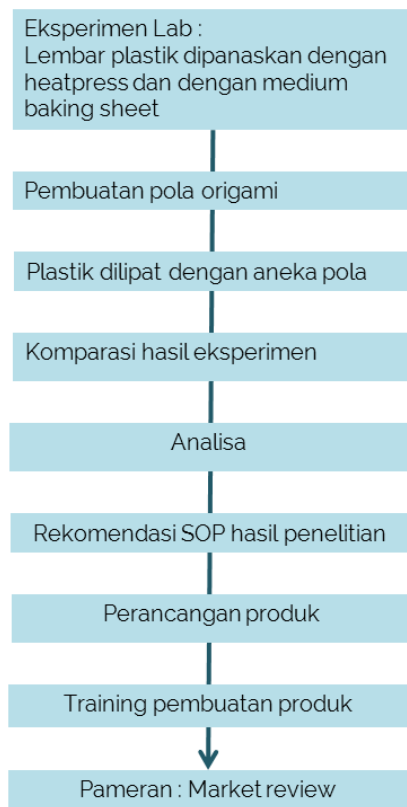 Eksperimen Lab :
Lembar plastik dipanaskan dengan
heatpress dan dengan medium
baking sheet
Pembuatan pola origami
Plastik dilipat dengan aneka pola
Komparasi hasil eksperimen
Analisa
Rekomendasi SOP hasil penelitian
Perancangan produk
Training pembuatan produk
Pameran : Market review